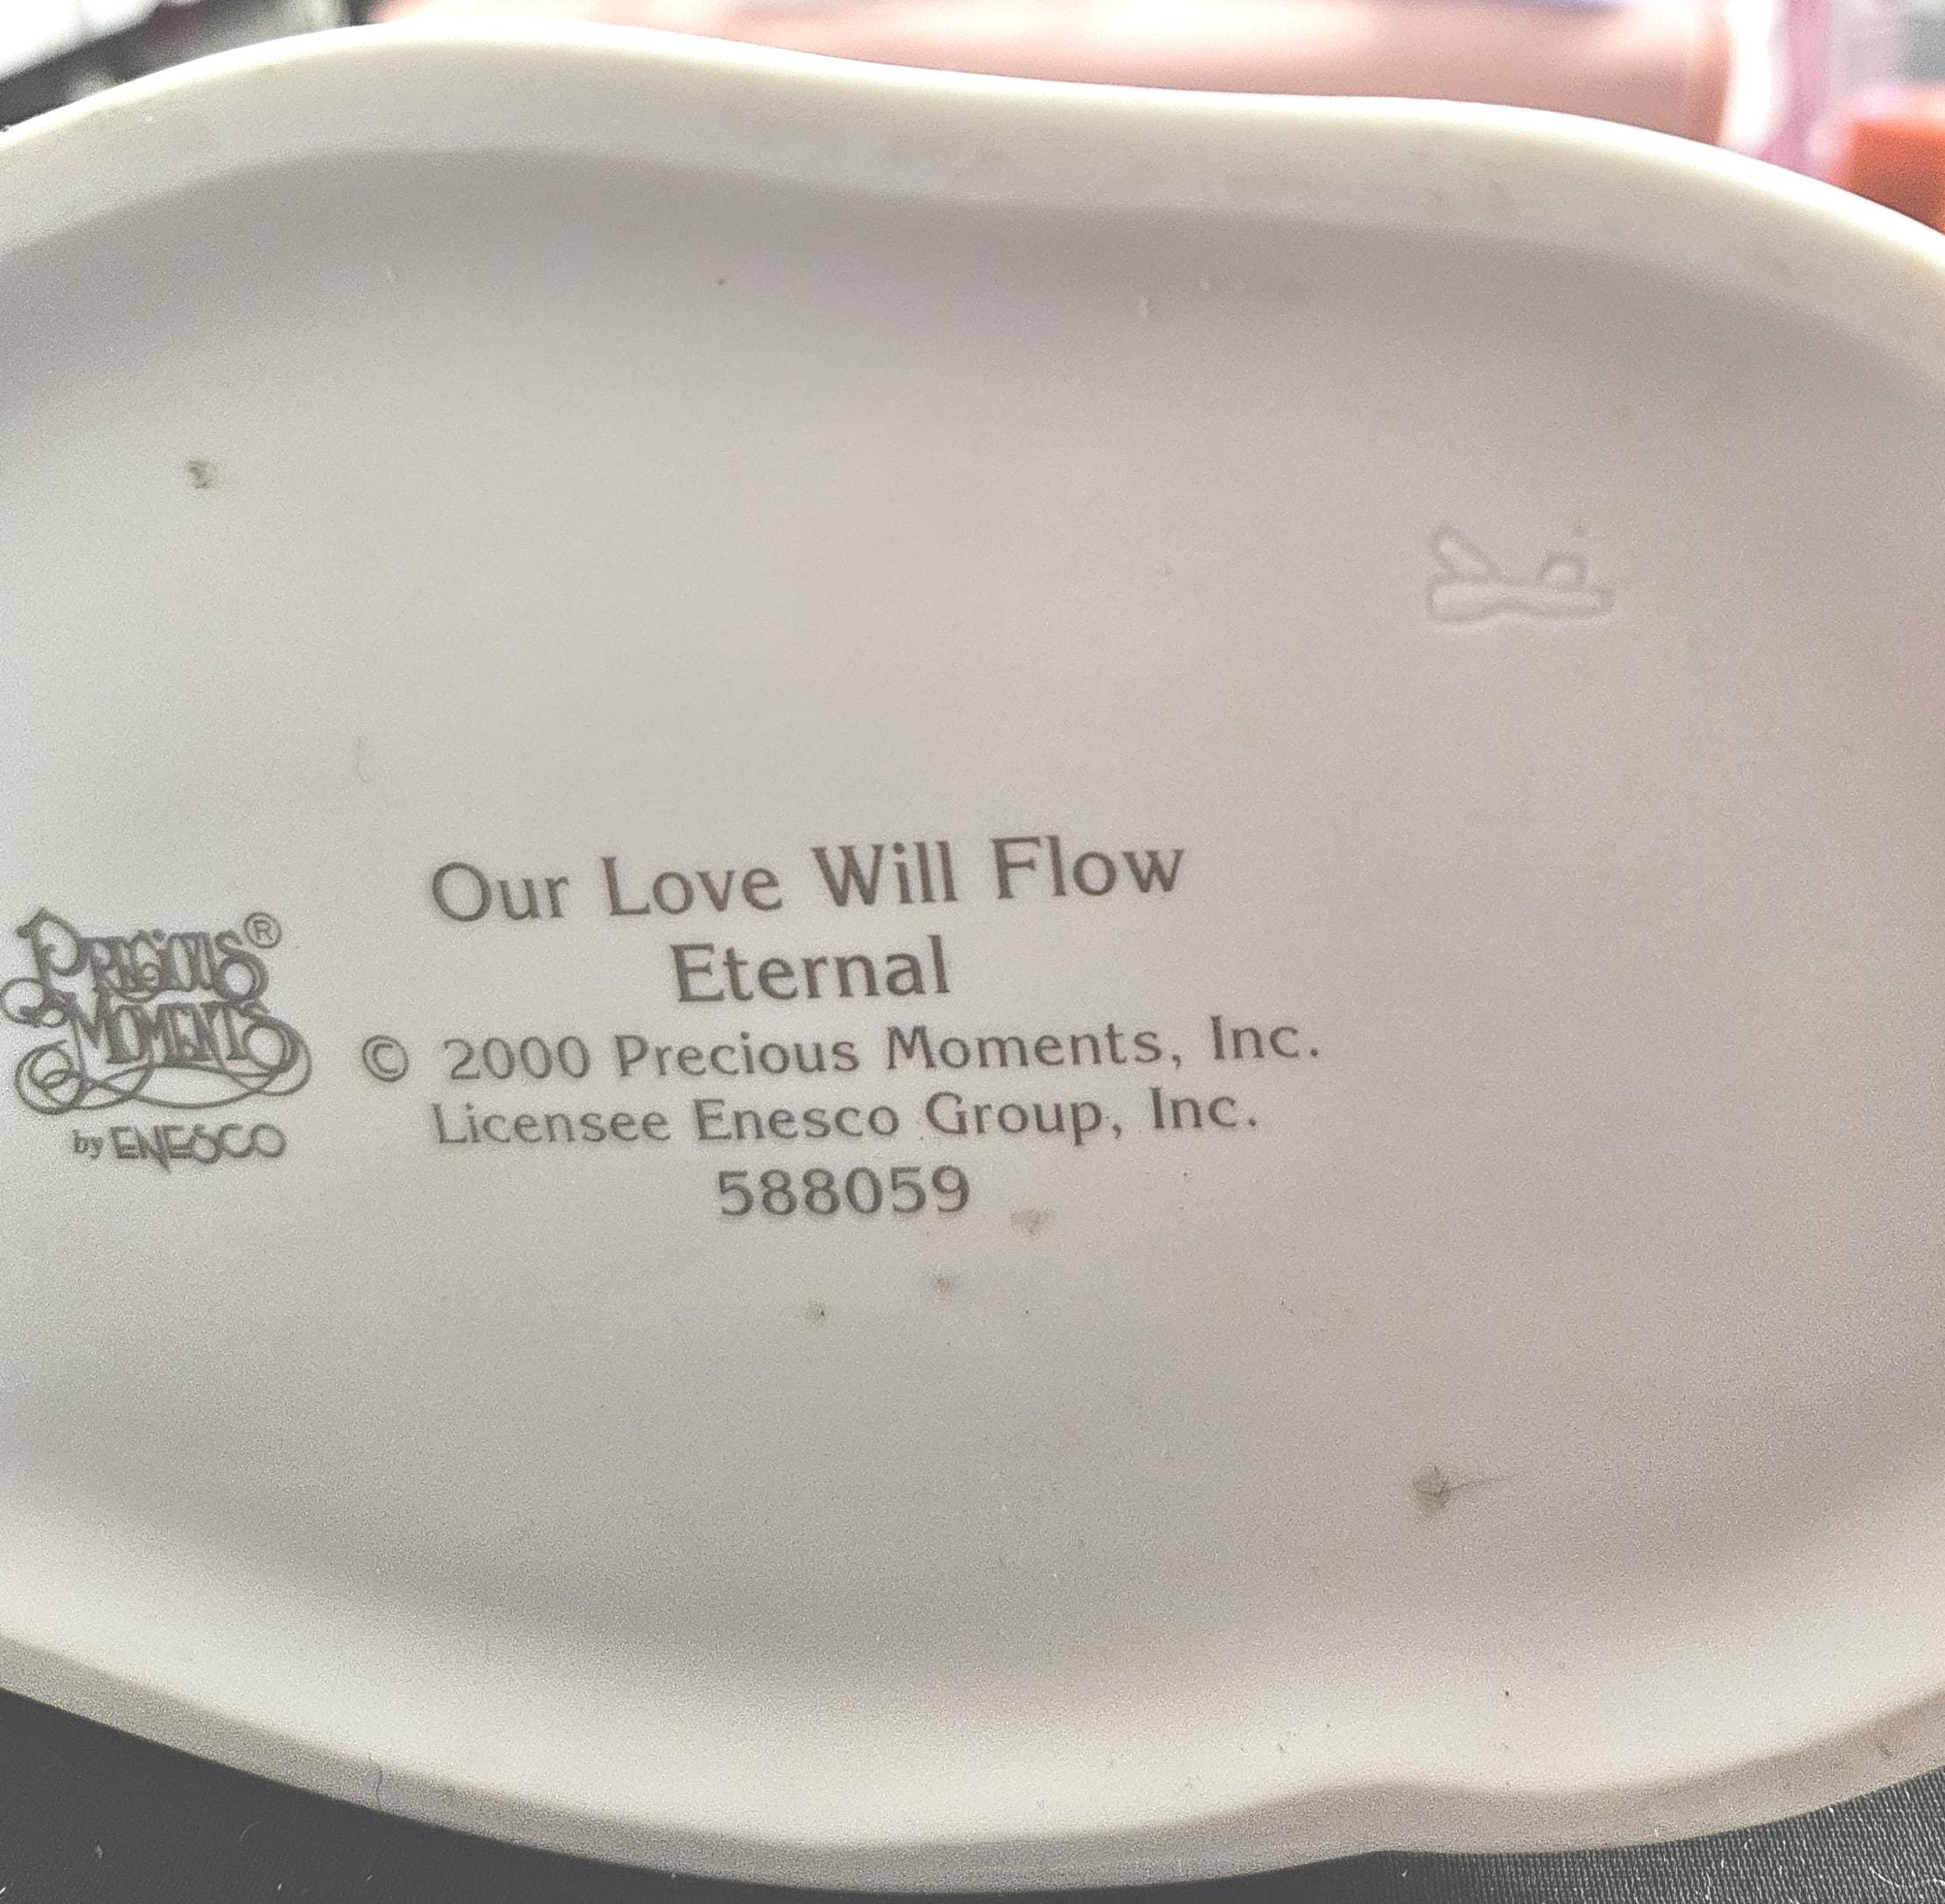 Our Love Will Flow
Eternal
PRECIOUS®
MOMENTS
by ENESCO
© 2000 Precious Moments, Inc.
Licensee Enesco Group, Inc.
588059